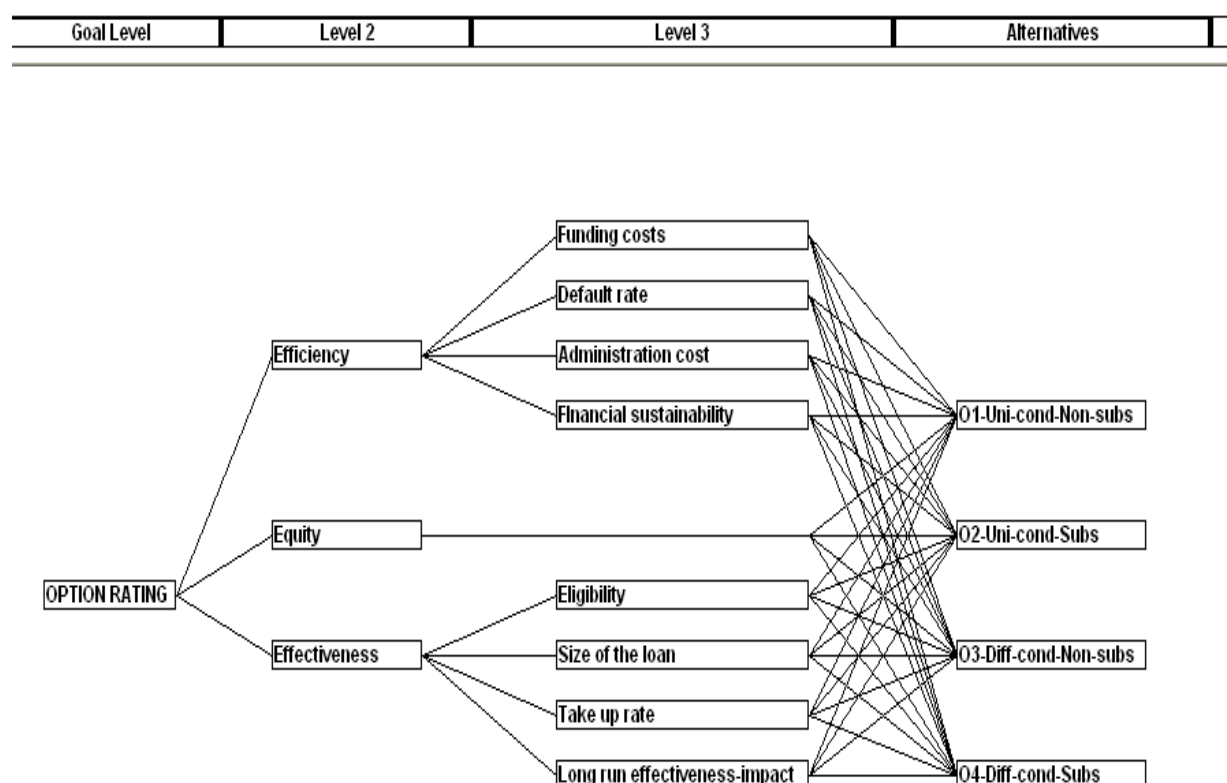 Goal Level
Level 2
Level 3
Alternatives
Funding costs
Default rate
Efficiency
Administration cost
FInancial sustainability
O1-Uni-cond-Non-subs
Equity
O2-Uni-cond-Subs
OPTION RATING
Eligibility
Effectiveness
Size of the loan
O3-Diff-cond-Non-subs
Take up rate
Long run effectiveness-impact
O4-Diff-cond-Subs